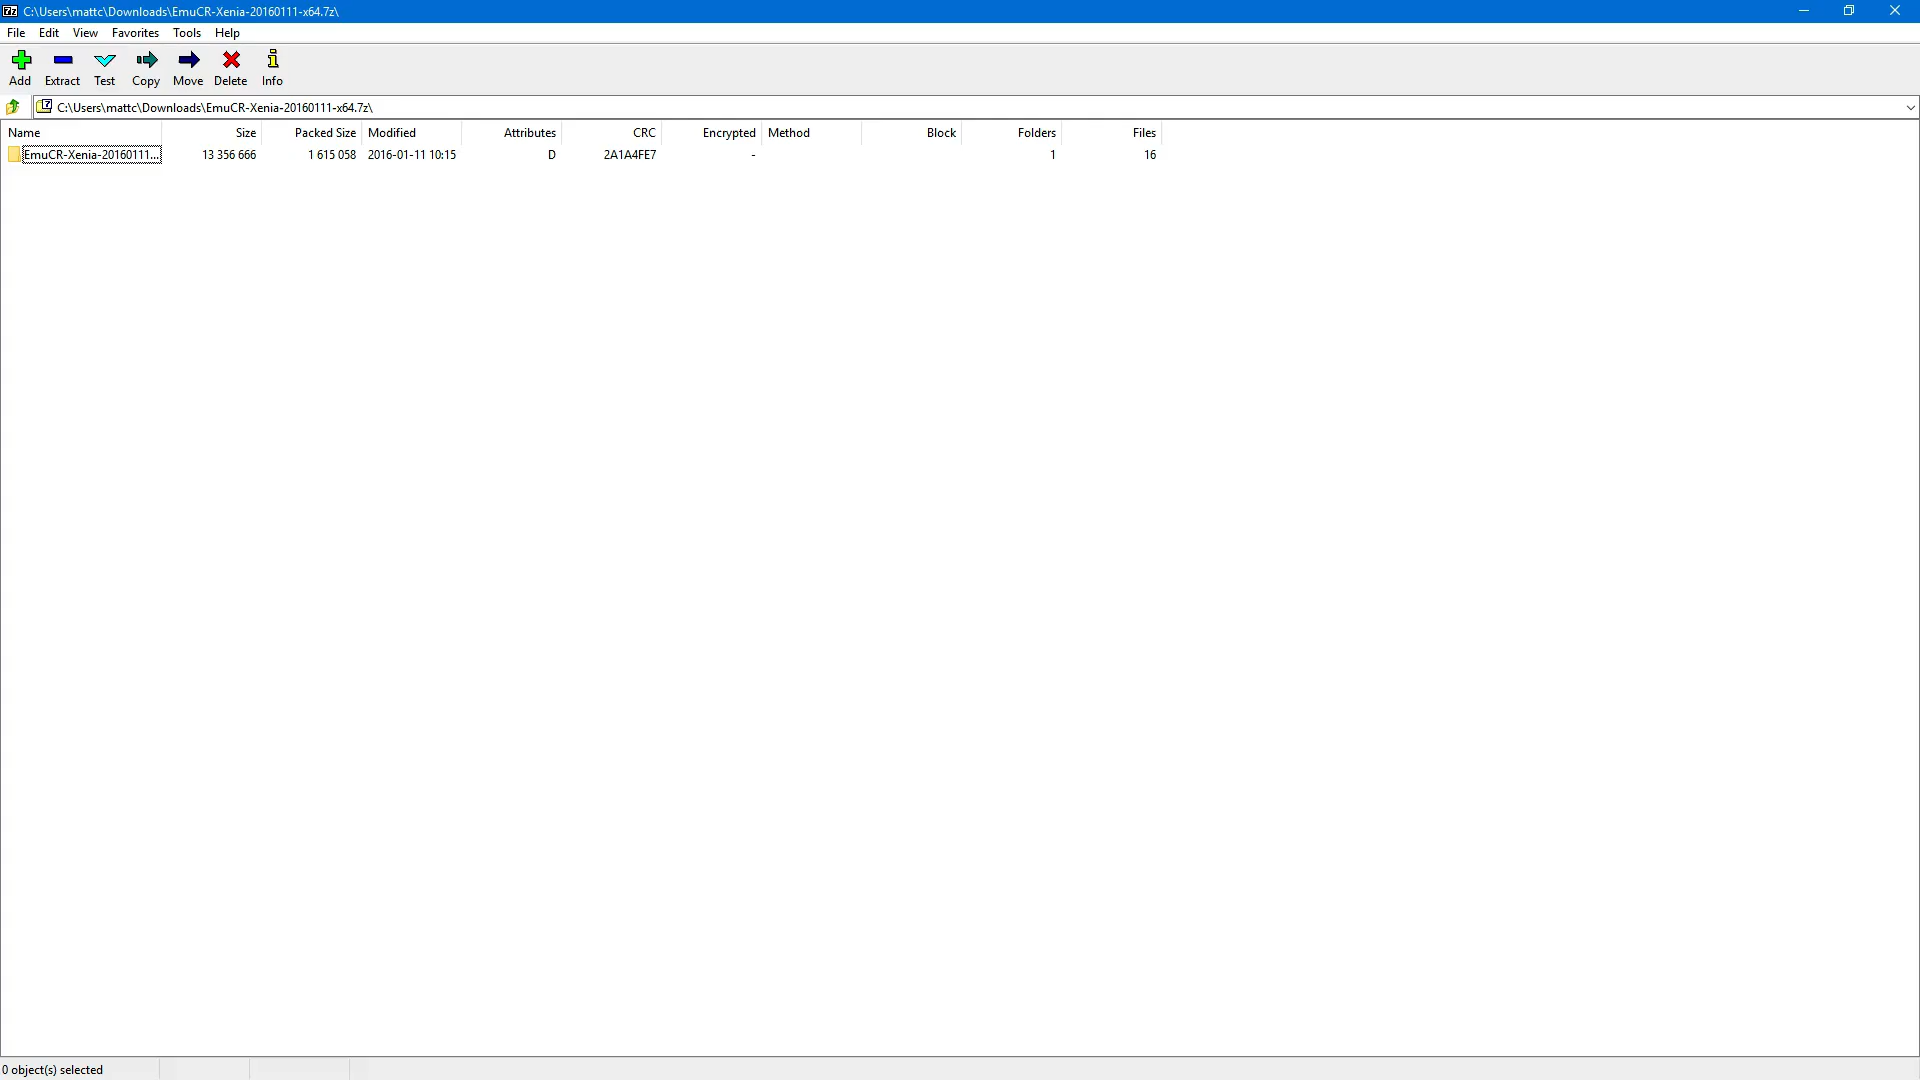 C:\Users\mattc\Downloads\EmuCR-Xenia-20160111-x64.7z\
File Edit View Favorites Tools Help
Add Extract Test Copy Move Delete Info
C:\Users\mattc\Downloads\EmuCR-Xenia-20160111-x64.7z\
Name Size Packed Size Modified Attributes CRC Encrypted Method Block Folders Files
EmuCR-Xenia-20160111... 13 356 666 1 615 058 2016-01-11 10:15 D 2A1A4FE7 - 1 16
0 object(s) selected